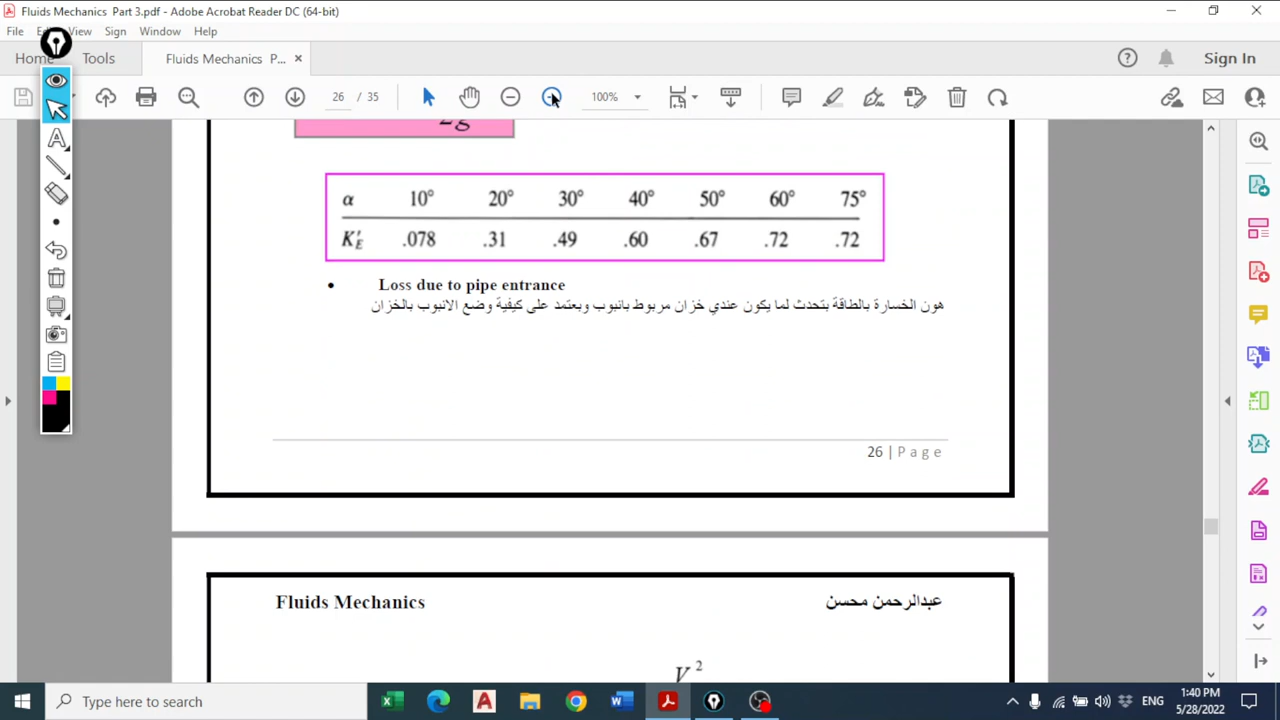 Fluids Mechanics Part 3.pdf - Adobe Acrobat Reader DC (64-bit)
File View Sign Window Help
Home Tools Fluids Mechanics P... Sign In
26 / 35 100%
2g
α 10° 20° 30° 40° 50° 60° 75°
K′E .078 .31 .49 .60 .67 .72 .72
• Loss due to pipe entrance
هون الخسارة بالطاقة بتحدث لما يكون عندي خزان مربوط بانبوب وبعتمد على كيفية وضع الانبوب بالخزان
26 | Page
Fluids Mechanics عبدالرحمن محسن
V 2
Type here to search
ENG 1:40 PM
5/28/2022